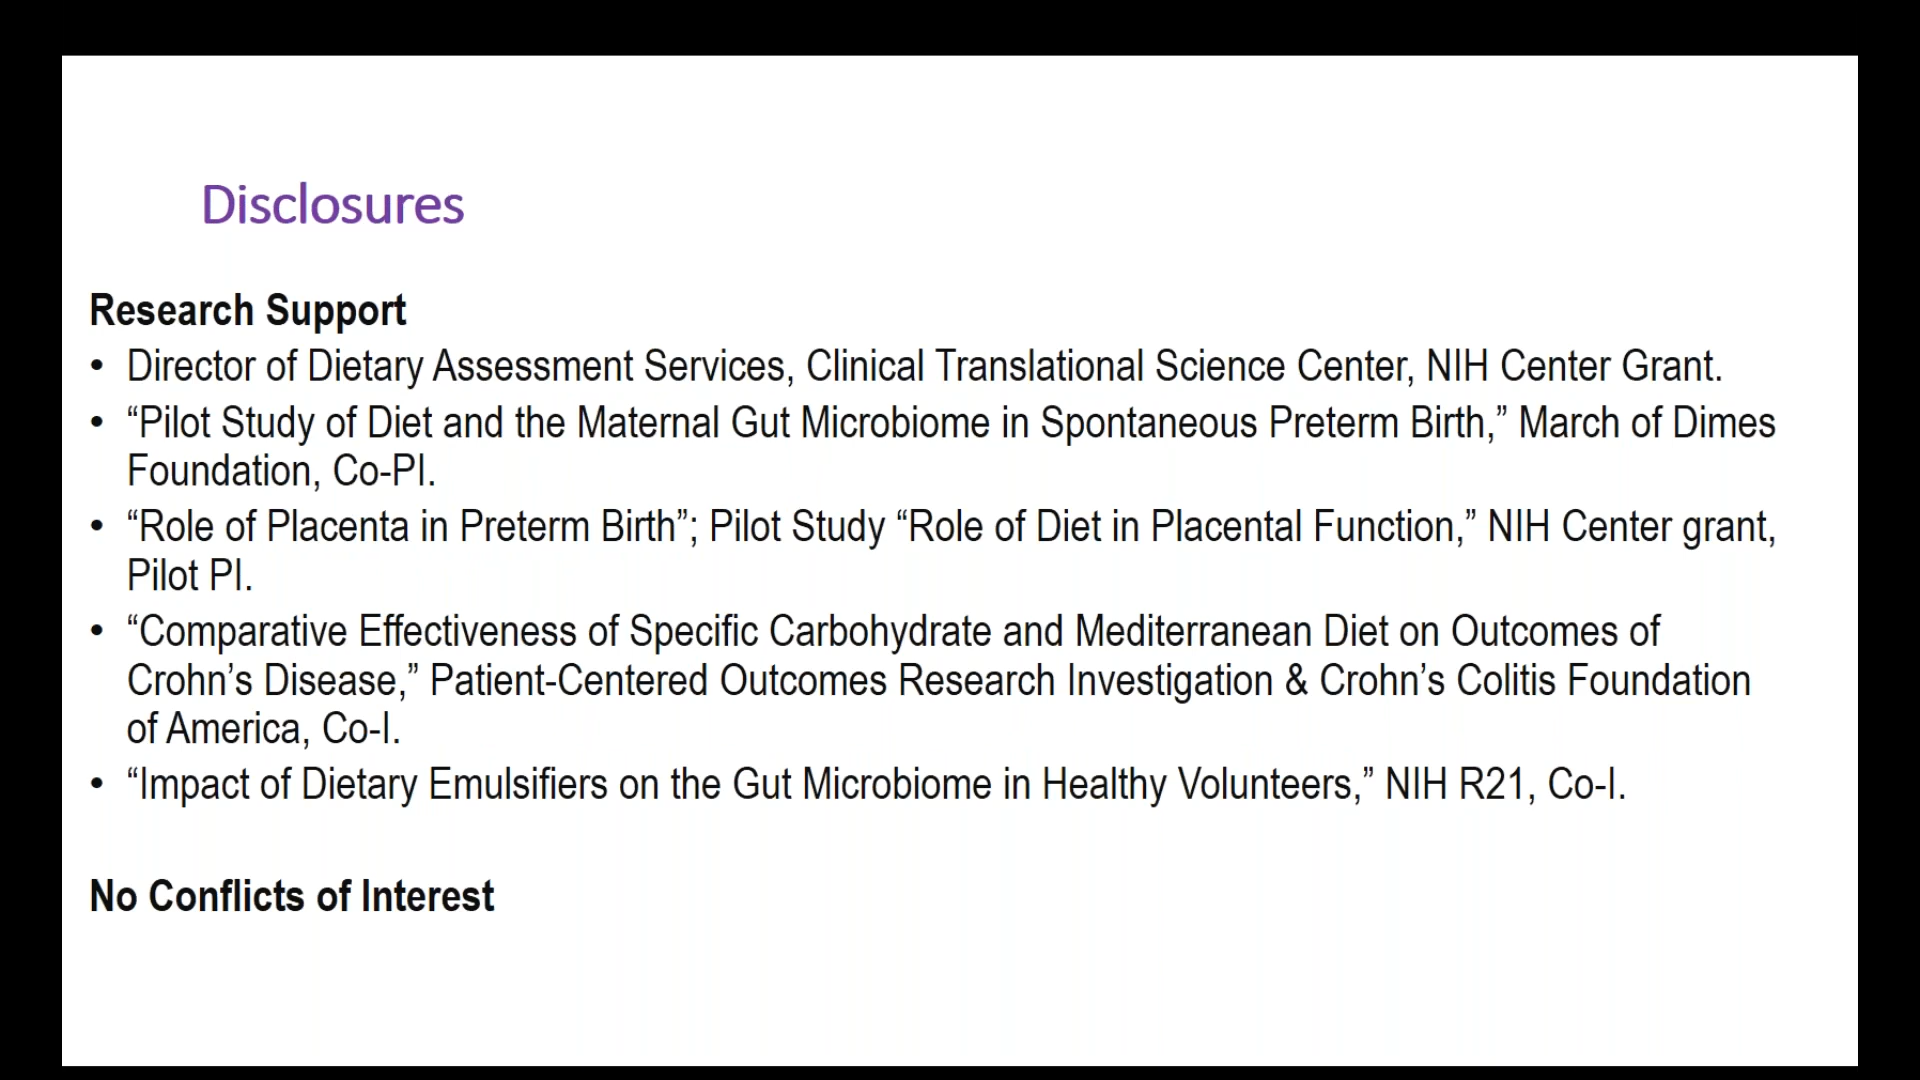 Disclosures
Research Support
• Director of Dietary Assessment Services, Clinical Translational Science Center, NIH Center Grant.
• “Pilot Study of Diet and the Maternal Gut Microbiome in Spontaneous Preterm Birth,” March of Dimes
Foundation, Co-PI.
• “Role of Placenta in Preterm Birth”; Pilot Study “Role of Diet in Placental Function,” NIH Center grant,
Pilot PI.
• “Comparative Effectiveness of Specific Carbohydrate and Mediterranean Diet on Outcomes of
Crohn’s Disease,” Patient-Centered Outcomes Research Investigation & Crohn’s Colitis Foundation
of America, Co-I.
• “Impact of Dietary Emulsifiers on the Gut Microbiome in Healthy Volunteers,” NIH R21, Co-I.
No Conflicts of Interest